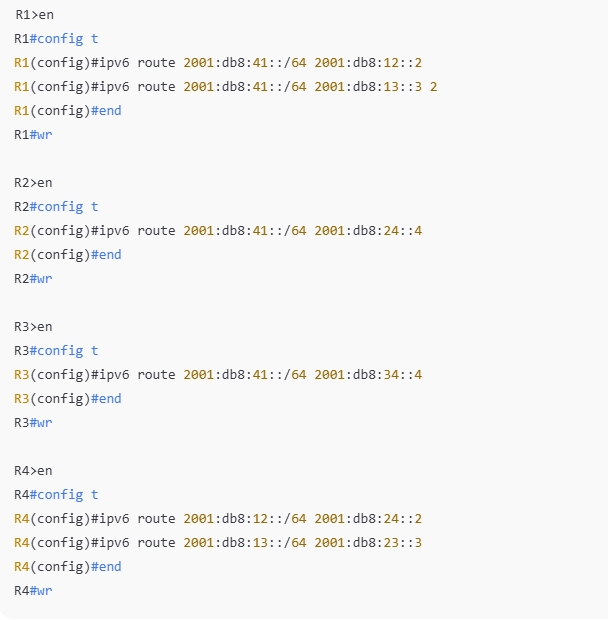 R1>en
R1#config t
R1(config)#ipv6 route 2001:db8:41::/64 2001:db8:12::2
R1(config)#ipv6 route 2001:db8:41::/64 2001:db8:13::3 2
R1(config)#end
R1#wr
R2>en
R2#config t
R2(config)#ipv6 route 2001:db8:41::/64 2001:db8:24::4
R2(config)#end
R2#wr
R3>en
R3#config t
R3(config)#ipv6 route 2001:db8:41::/64 2001:db8:34::4
R3(config)#end
R3#wr
R4>en
R4#config t
R4(config)#ipv6 route 2001:db8:12::/64 2001:db8:24::2
R4(config)#ipv6 route 2001:db8:13::/64 2001:db8:23::3
R4(config)#end
R4#wr